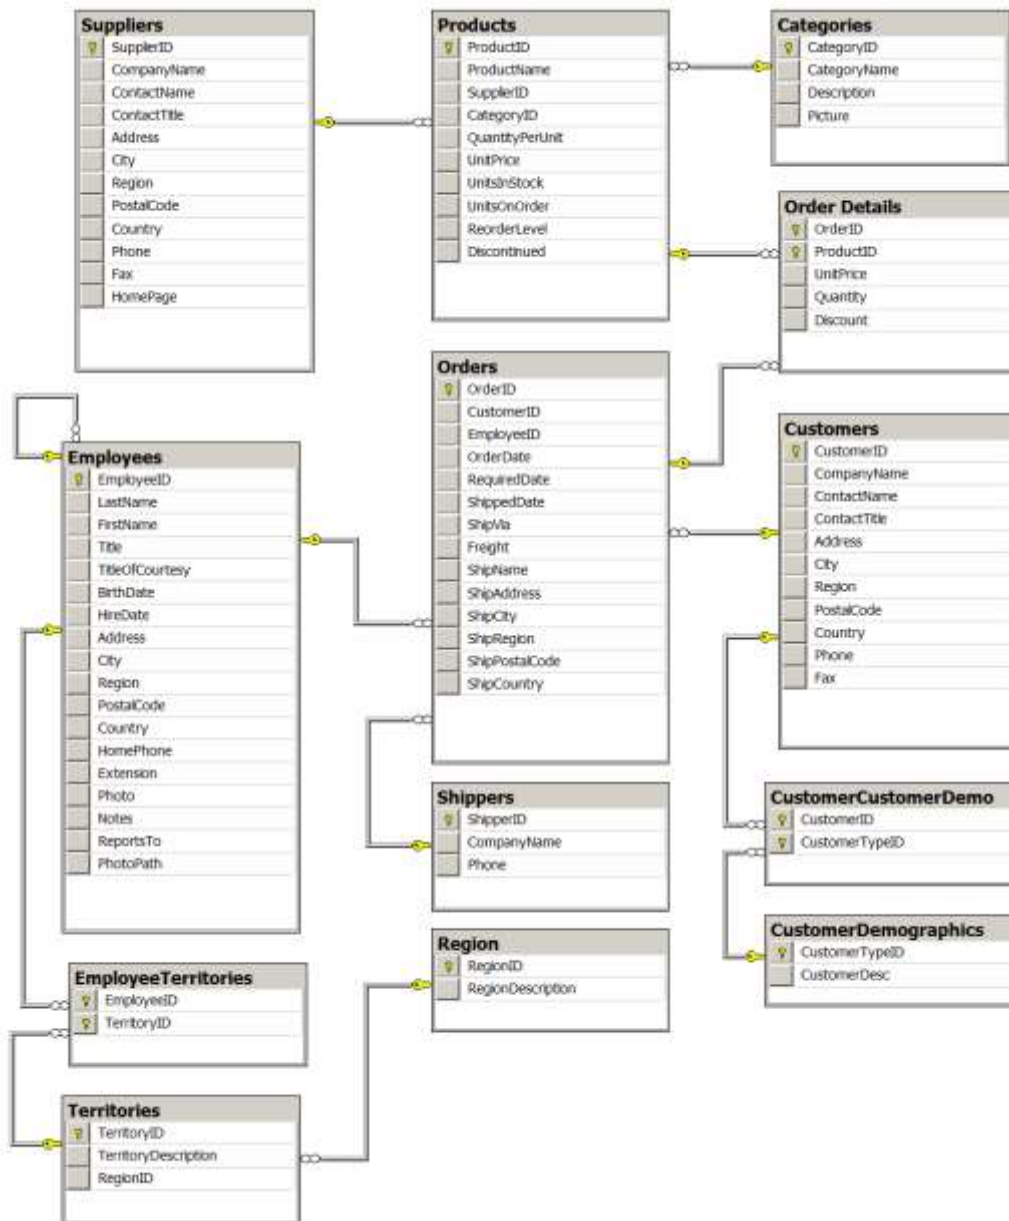 Suppliers
SupplierID
CompanyName
ContactName
ContactTitle
Address
City
Region
PostalCode
Country
Phone
Fax
HomePage
Products
ProductID
ProductName
SupplierID
CategoryID
QuantityPerUnit
UnitPrice
UnitsInStock
UnitsOnOrder
ReorderLevel
Discontinued
Categories
CategoryID
CategoryName
Description
Picture
Order Details
OrderID
ProductID
UnitPrice
Quantity
Discount
Orders
OrderID
CustomerID
EmployeeID
OrderDate
RequiredDate
ShippedDate
ShipVia
Freight
ShipName
ShipAddress
ShipCity
ShipRegion
ShipPostalCode
ShipCountry
Customers
CustomerID
CompanyName
ContactName
ContactTitle
Address
City
Region
PostalCode
Country
Phone
Fax
Employees
EmployeeID
LastName
FirstName
Title
TitleOfCourtesy
BirthDate
HireDate
Address
City
Region
PostalCode
Country
HomePhone
Extension
Photo
Notes
ReportsTo
PhotoPath
Shippers
ShipperID
CompanyName
Phone
CustomerCustomerDemo
CustomerID
CustomerTypeID
CustomerDemographics
CustomerTypeID
CustomerDesc
Region
RegionID
RegionDescription
EmployeeTerritories
EmployeeID
TerritoryID
Territories
TerritoryID
TerritoryDescription
RegionID